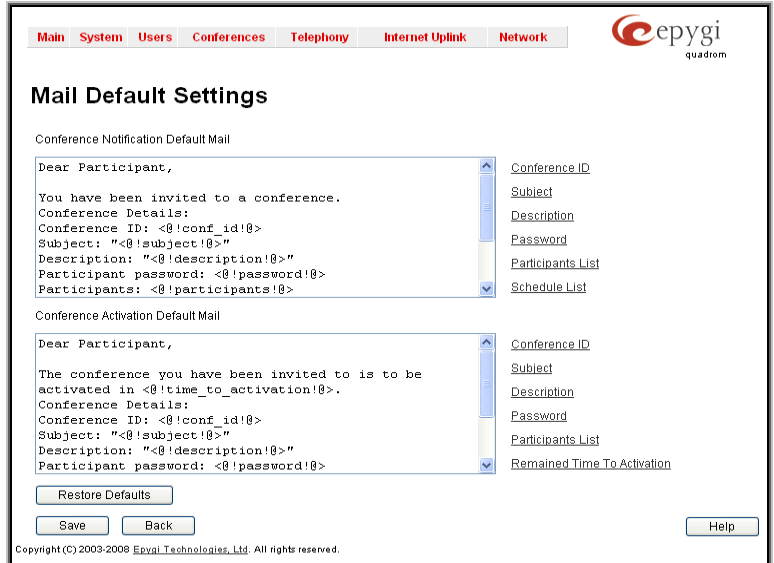 Main System Users Conferences Telephony Internet Uplink Network
epygi
quadrom
Mail Default Settings
Conference Notification Default Mail
Dear Participant,
You have been invited to a conference.
Conference Details:
Conference ID: <@!conf_id!@>
Subject: "<@!subject!@>"
Description: "<@!description!@>"
Participant password: <@!password!@>
Participants: <@!participants!@>
Conference ID
Subject
Description
Password
Participants List
Schedule List
Conference Activation Default Mail
Dear Participant,
The conference you have been invited to is to be
activated in <@!time_to_activation!@>.
Conference Details:
Conference ID: <@!conf_id!@>
Subject: "<@!subject!@>"
Description: "<@!description!@>"
Participant password: <@!password!@>
Conference ID
Subject
Description
Password
Participants List
Remained Time To Activation
Restore Defaults
Save Back Help
Copyright (C) 2003-2008 Epygi Technologies, Ltd. All rights reserved.